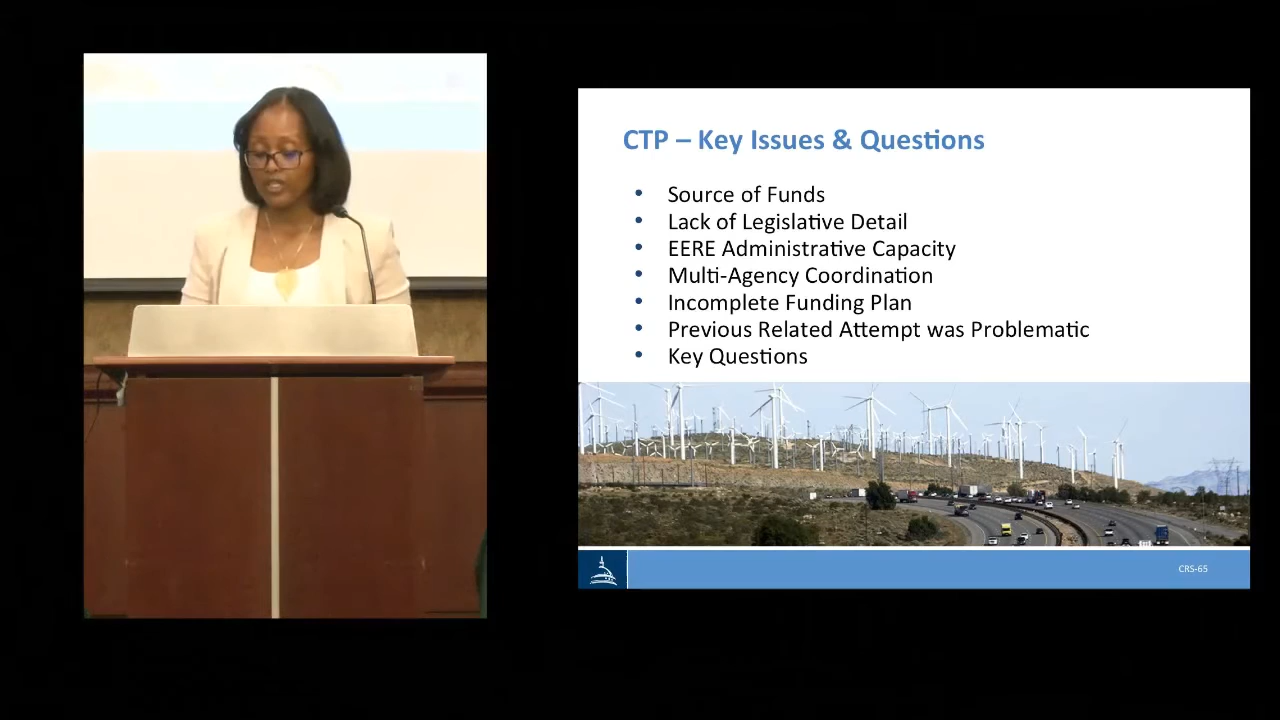 CTP – Key Issues & Questions
• Source of Funds
• Lack of Legislative Detail
• EERE Administrative Capacity
• Multi-Agency Coordination
• Incomplete Funding Plan
• Previous Related Attempt was Problematic
• Key Questions
CRS-65